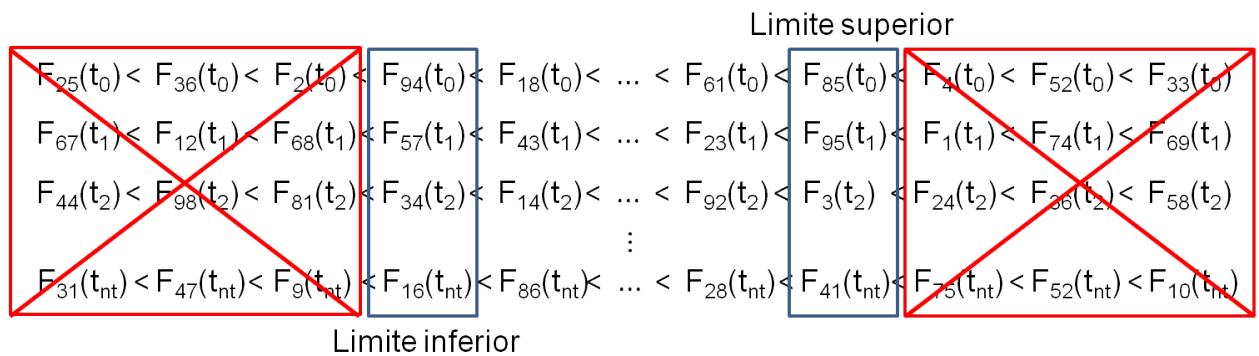 Limite superior
F₂₅(t₀) < F₃₆(t₀) < F₂(t₀) < F₉₄(t₀) < F₁₈(t₀) < ... < F₆₁(t₀) < F₈₅(t₀) < F₄(t₀) < F₅₂(t₀) < F₃₃(t₀)
F₆₇(t₁) < F₁₂(t₁) < F₆₈(t₁) < F₅₇(t₁) < F₄₃(t₁) < ... < F₂₃(t₁) < F₉₅(t₁) < F₁(t₁) < F₇₄(t₁) < F₆₉(t₁)
F₄₄(t₂) < F₉₈(t₂) < F₈₁(t₂) < F₃₄(t₂) < F₁₄(t₂) < ... < F₉₂(t₂) < F₃(t₂) < F₂₄(t₂) < F₃₆(t₂) < F₅₈(t₂)
⋮
F₃₁(tₙₜ) < F₄₇(tₙₜ) < F₉(tₙₜ) < F₁₆(tₙₜ) < F₈₆(tₙₜ) < ... < F₂₈(tₙₜ) < F₄₁(tₙₜ) < F₇₅(tₙₜ) < F₅₂(tₙₜ) < F₁₀(tₙₜ)
Limite inferior